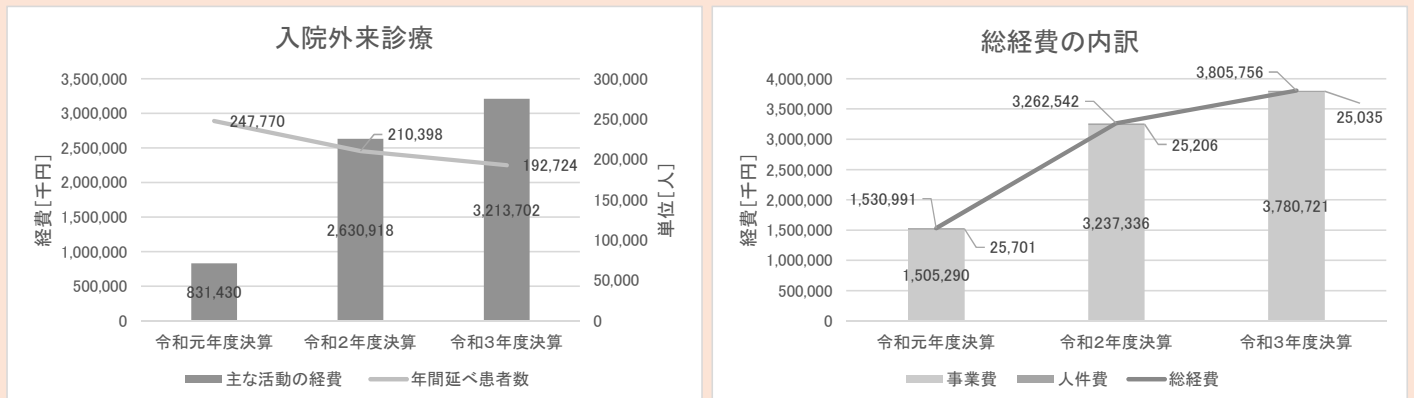 入院外来診療
経費[千円]
3,500,000
3,000,000
2,500,000
2,000,000
1,500,000
1,000,000
500,000
0
300,000
250,000
200,000
150,000
100,000
50,000
0
単位[人]
247,770
210,398
192,724
831,430
2,630,918
3,213,702
令和元年度決算
令和2年度決算
令和3年度決算
主な活動の経費
年間延べ患者数
総経費の内訳
経費[千円]
4,000,000
3,500,000
3,000,000
2,500,000
2,000,000
1,500,000
1,000,000
500,000
0
1,530,991
3,262,542
3,805,756
25,701
25,206
25,035
1,505,290
3,237,336
3,780,721
令和元年度決算
令和2年度決算
令和3年度決算
事業費
人件費
総経費